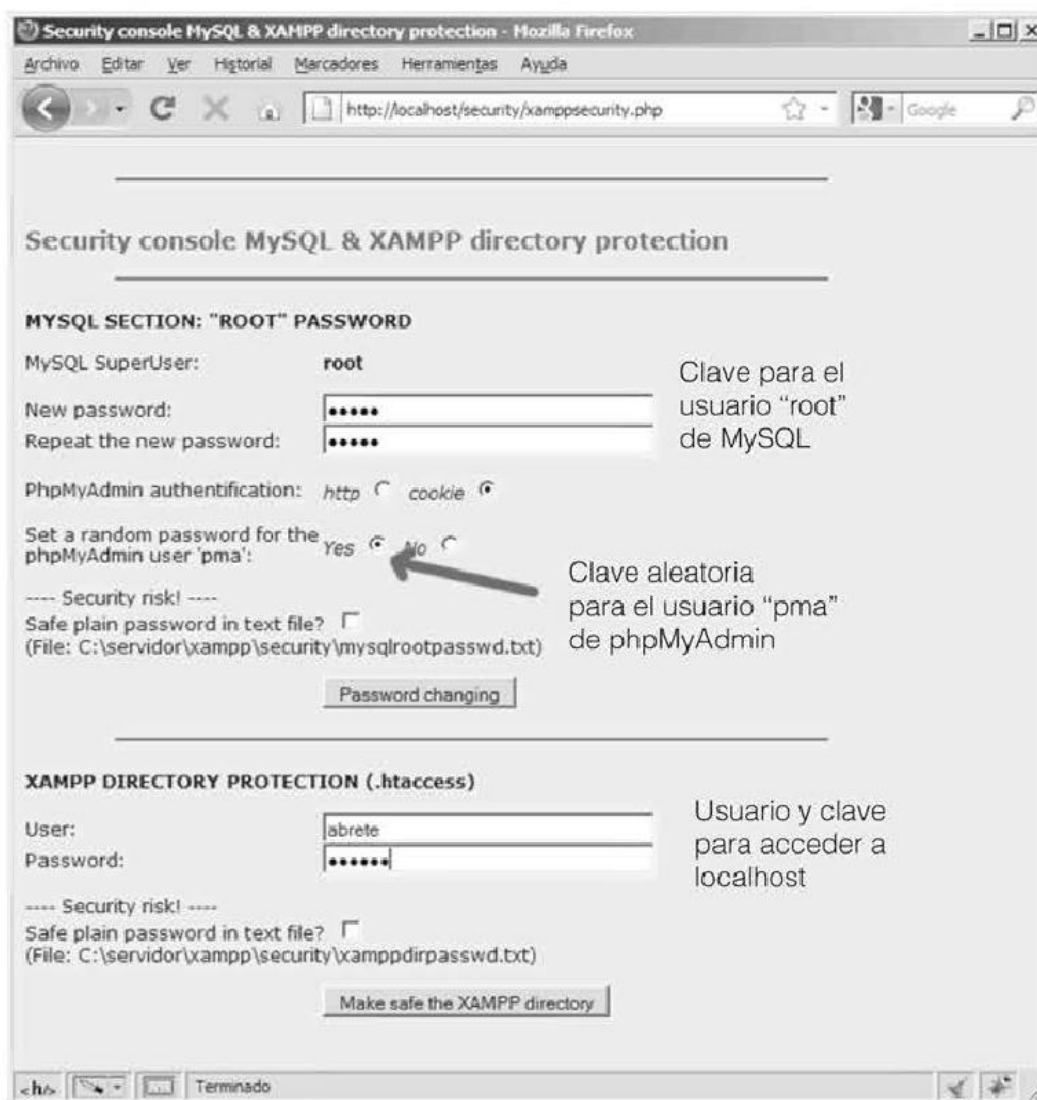 Security console MySQL & XAMPP directory protection - Mozilla Firefox
Archivo Editar Ver Historial Marcadores Herramientas Ayuda
http://localhost/security/xamppsecurity.php
Google
Security console MySQL & XAMPP directory protection
MYSQL SECTION: "ROOT" PASSWORD
MySQL SuperUser: root
New password: •••••
Repeat the new password: •••••
Clave para el
usuario “root”
de MySQL
PhpMyAdmin authentification: http cookie
Set a random password for the
phpMyAdmin user 'pma': Yes No
Clave aleatoria
para el usuario “pma”
de phpMyAdmin
---- Security risk! ----
Safe plain password in text file?
(File: C:\servidor\xampp\security\mysqlrootpasswd.txt)
Password changing
XAMPP DIRECTORY PROTECTION (.htaccess)
User: abrete
Password: ••••••
Usuario y clave
para acceder a
localhost
---- Security risk! ----
Safe plain password in text file?
(File: C:\servidor\xampp\security\xamppdirpasswd.txt)
Make safe the XAMPP directory
<h/> Terminado